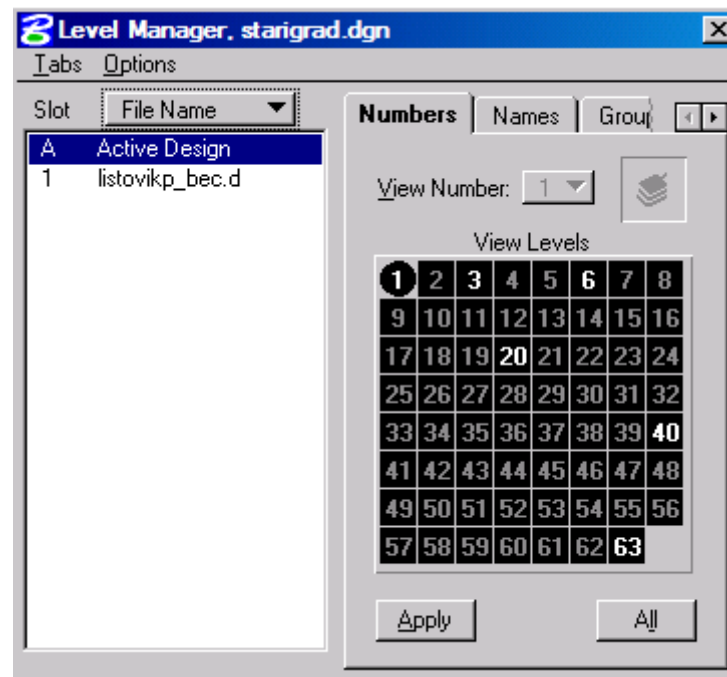 Level Manager, starigrad.dgn
Tabs Options
Slot File Name
A Active Design
1 listovikp_bec.d
Numbers Names Group
View Number: 1
View Levels
1 2 3 4 5 6 7 8
9 10 11 12 13 14 15 16
17 18 19 20 21 22 23 24
25 26 27 28 29 30 31 32
33 34 35 36 37 38 39 40
41 42 43 44 45 46 47 48
49 50 51 52 53 54 55 56
57 58 59 60 61 62 63
Apply All